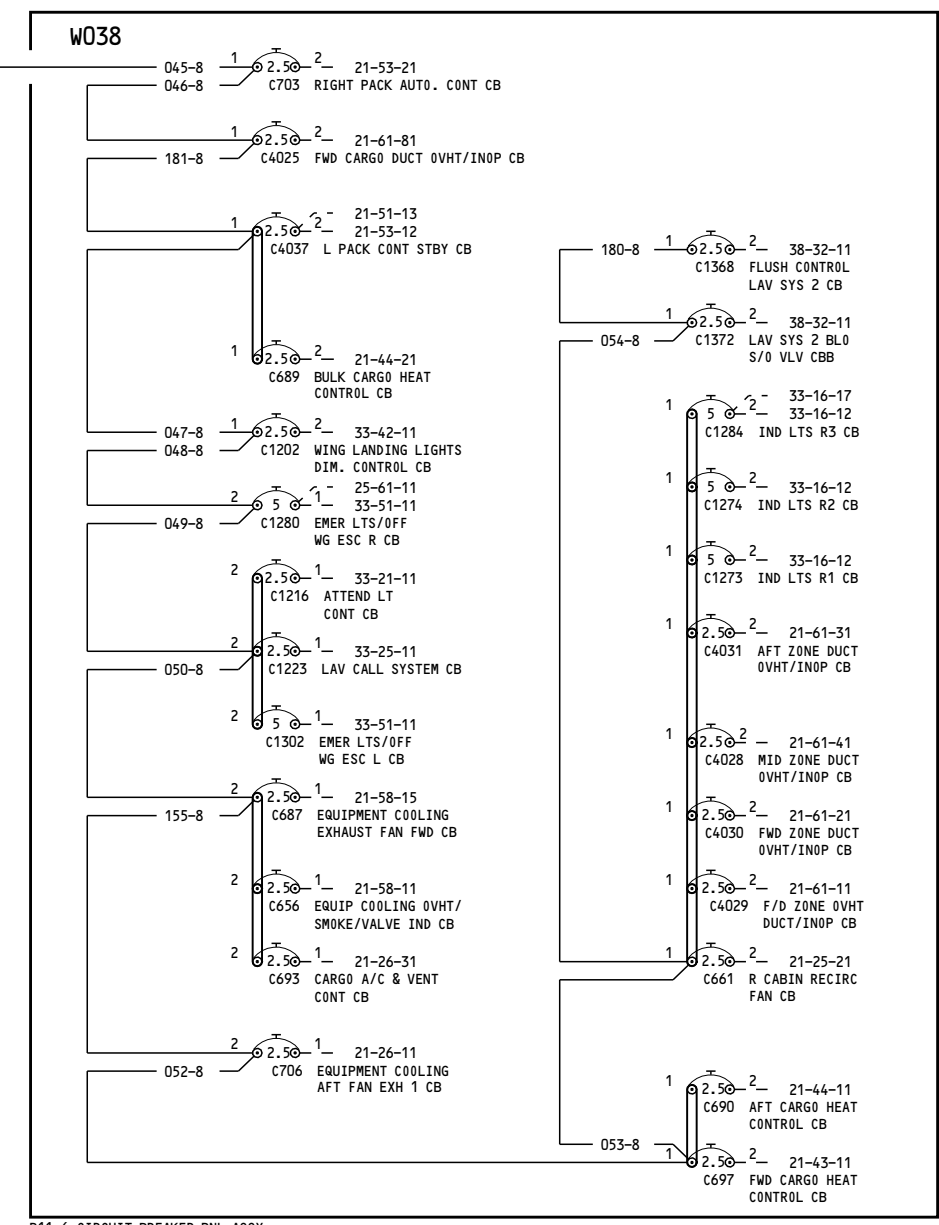 W038
045-8 1 2.5 2 21-53-21
046-8 C703 RIGHT PACK AUTO. CONT CB
1 2.5 2 21-61-81
181-8 C4025 FWD CARGO DUCT OVHT/INOP CB
21-51-13
1 2.5 2 21-53-12
C4037 L PACK CONT STBY CB
1 2.5 2 21-44-21
C689 BULK CARGO HEAT
CONTROL CB
047-8 1 2.5 2 33-42-11
048-8 C1202 WING LANDING LIGHTS
DIM. CONTROL CB
25-61-11
2 5 1 33-51-11
049-8 C1280 EMER LTS/OFF
WG ESC R CB
2 2.5 1 33-21-11
C1216 ATTEND LT
CONT CB
2 2.5 1 33-25-11
050-8 C1223 LAV CALL SYSTEM CB
2 5 1 33-51-11
C1302 EMER LTS/OFF
WG ESC L CB
2 2.5 1 21-58-15
155-8 C687 EQUIPMENT COOLING
EXHAUST FAN FWD CB
2 2.5 1 21-58-11
C656 EQUIP COOLING OVHT/
SMOKE/VALVE IND CB
2 2.5 1 21-26-31
C693 CARGO A/C & VENT
CONT CB
2 2.5 1 21-26-11
052-8 C706 EQUIPMENT COOLING
AFT FAN EXH 1 CB
180-8 1 2.5 2 38-32-11
C1368 FLUSH CONTROL
LAV SYS 2 CB
1 2.5 2 38-32-11
054-8 C1372 LAV SYS 2 BLO
S/O VLV CBB
33-16-17
1 5 2 33-16-12
C1284 IND LTS R3 CB
1 5 2 33-16-12
C1274 IND LTS R2 CB
1 5 2 33-16-12
C1273 IND LTS R1 CB
1 2.5 2 21-61-31
C4031 AFT ZONE DUCT
OVHT/INOP CB
1 2.5 2 21-61-41
C4028 MID ZONE DUCT
OVHT/INOP CB
1 2.5 2 21-61-21
C4030 FWD ZONE DUCT
OVHT/INOP CB
1 2.5 2 21-61-11
C4029 F/D ZONE OVHT
DUCT/INOP CB
1 2.5 2 21-25-21
C661 R CABIN RECIRC
FAN CB
1 2.5 2 21-44-11
C690 AFT CARGO HEAT
CONTROL CB
053-8 1 2.5 2 21-43-11
C697 FWD CARGO HEAT
CONTROL CB
CIRCUIT BREAKER PNL ASSY